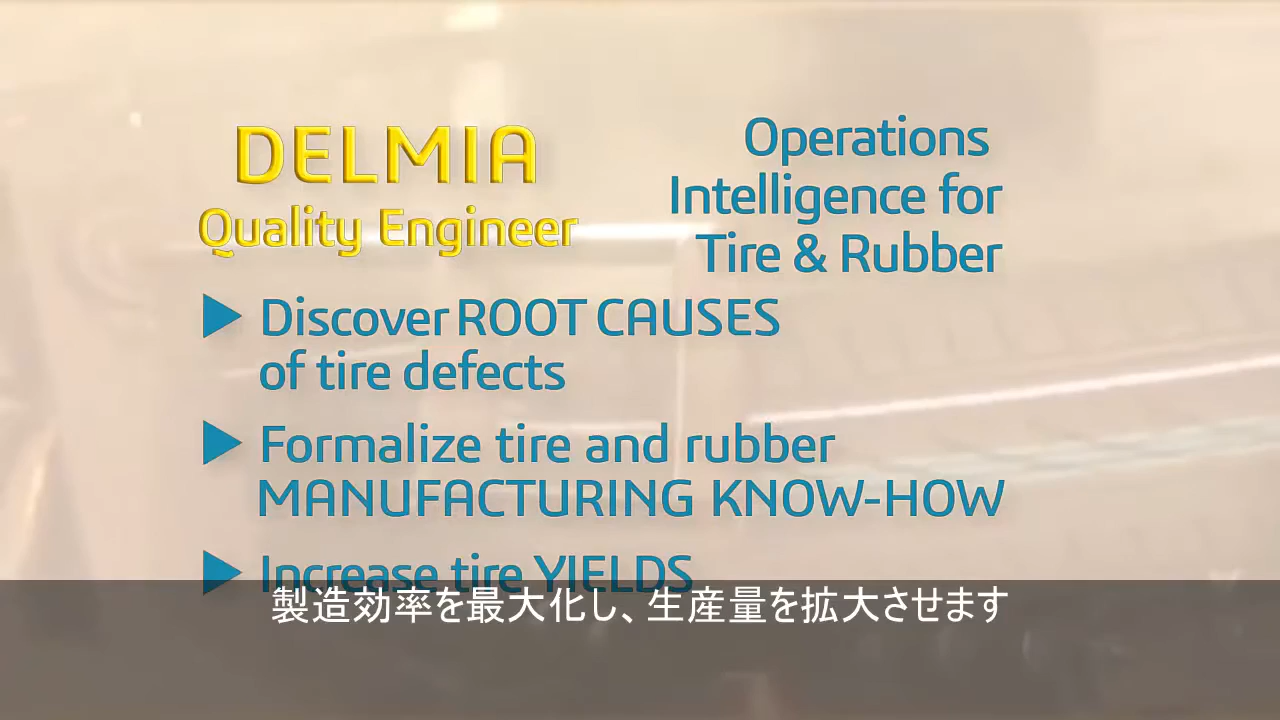 DELMIA
Quality Engineer
Operations
Intelligence for
Tire & Rubber
Discover ROOT CAUSES
of tire defects
Formalize tire and rubber
MANUFACTURING KNOW-HOW
Increase tire YIELDS
製造効率を最大化し、生産量を拡大させます